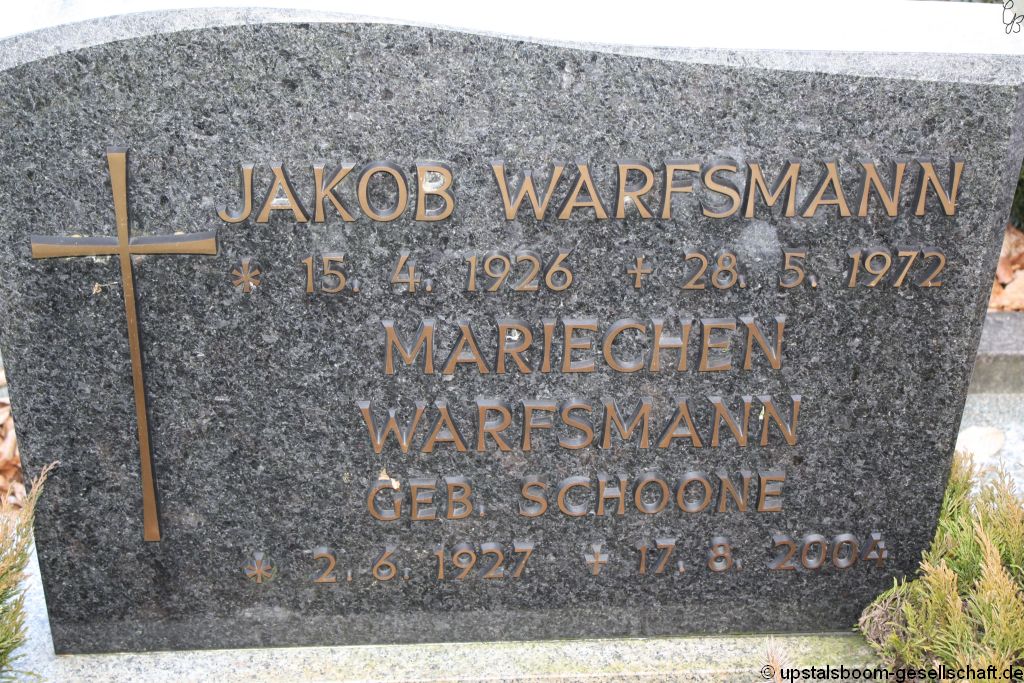 JAKOB WARFSMANN
* 15. 4. 1926 + 28. 5. 1972
MARIECHEN
WARFSMANN
GEB. SCHOONE
* 2. 6. 1927 + 17. 8. 2004
© upstalsboom-gesellschaft.de